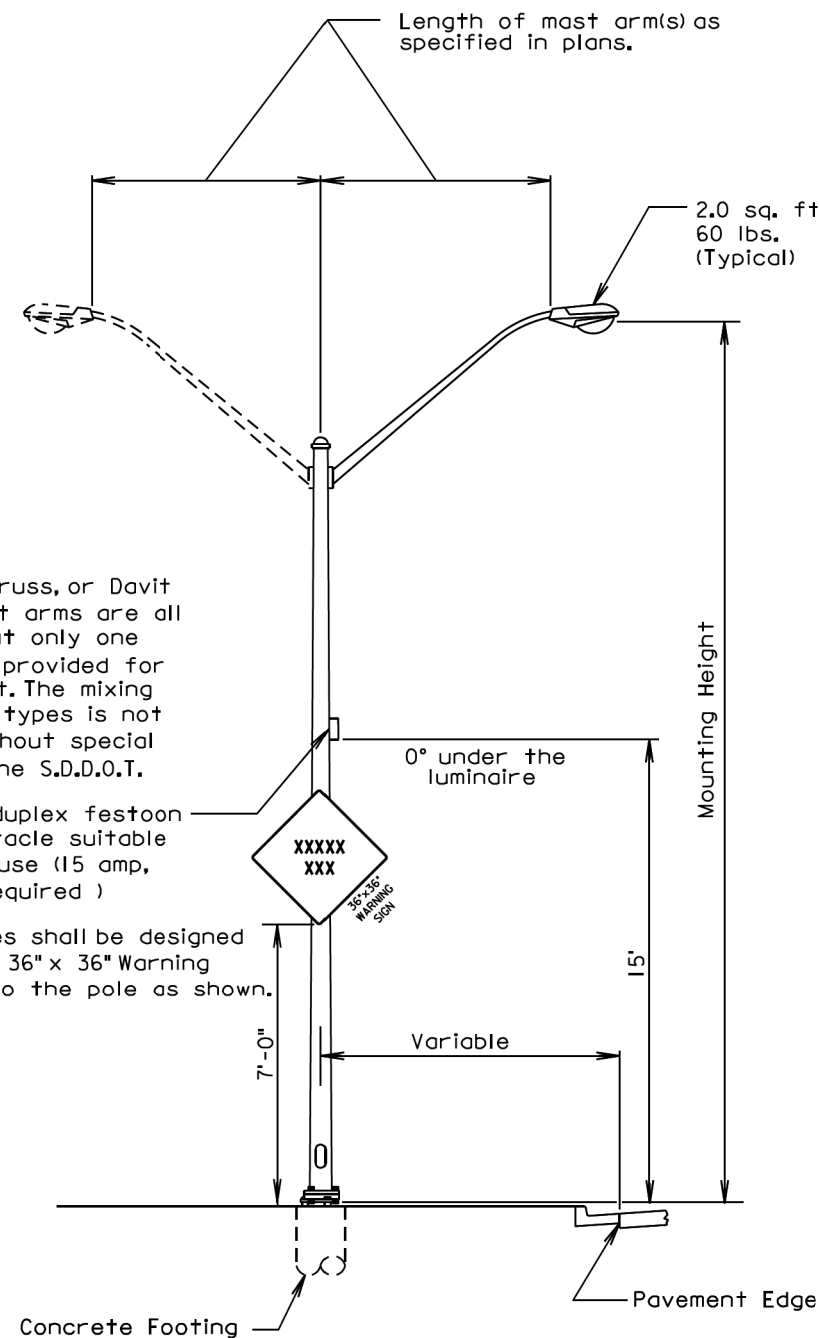 Length of mast arm(s) as
specified in plans.
2.0 sq. ft
60 lbs.
(Typical)
Mounting Height
russ, or Davit
t arms are all
only one
provided for
t. The mixing
types is not
hout special
he S.D.D.O.T.
0° under the
luminaire
duplex festoon
acle suitable
use (15 amp,
equired )
XXXXX
XXX
36"x36"
WARNING
SIGN
es shall be designed
36" x 36" Warning
o the pole as shown.
15'
7'-0"
Variable
Pavement Edge
Concrete Footing